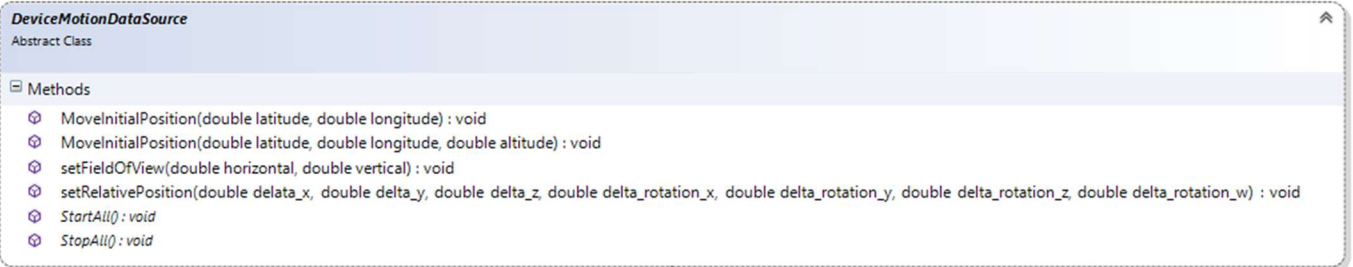 DeviceMotionDataSource
Abstract Class
Methods
MoveInitialPosition(double latitude, double longitude) : void
MoveInitialPosition(double latitude, double longitude, double altitude) : void
setFieldOfView(double horizontal, double vertical) : void
setRelativePosition(double delata_x, double delta_y, double delta_z, double delta_rotation_x, double delta_rotation_y, double delta_rotation_z, double delta_rotation_w) : void
StartAll() : void
StopAll() : void